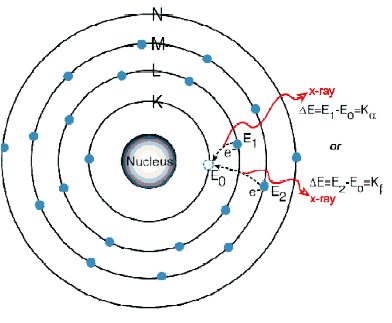 N
M
L
K
x-ray
ΔE=E₁-E₀=Kα
E₁
e⁻
or
Nucleus
E₀
ΔE=E₂-E₀=Kβ
e⁻
E₂
x-ray